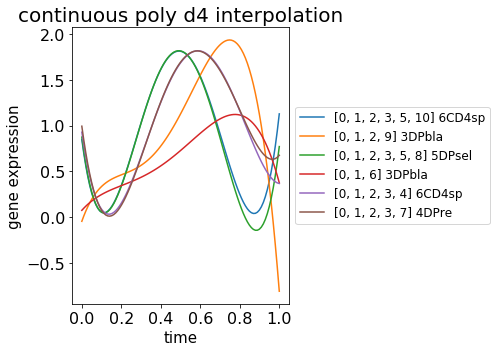 continuous poly d4 interpolation
2.0
1.5
1.0
0.5
0.0
−0.5
gene expression
0.0 0.2 0.4 0.6 0.8 1.0
time
[0, 1, 2, 3, 5, 10] 6CD4sp
[0, 1, 2, 9] 3DPbla
[0, 1, 2, 3, 5, 8] 5DPsel
[0, 1, 6] 3DPbla
[0, 1, 2, 3, 4] 6CD4sp
[0, 1, 2, 3, 7] 4DPre